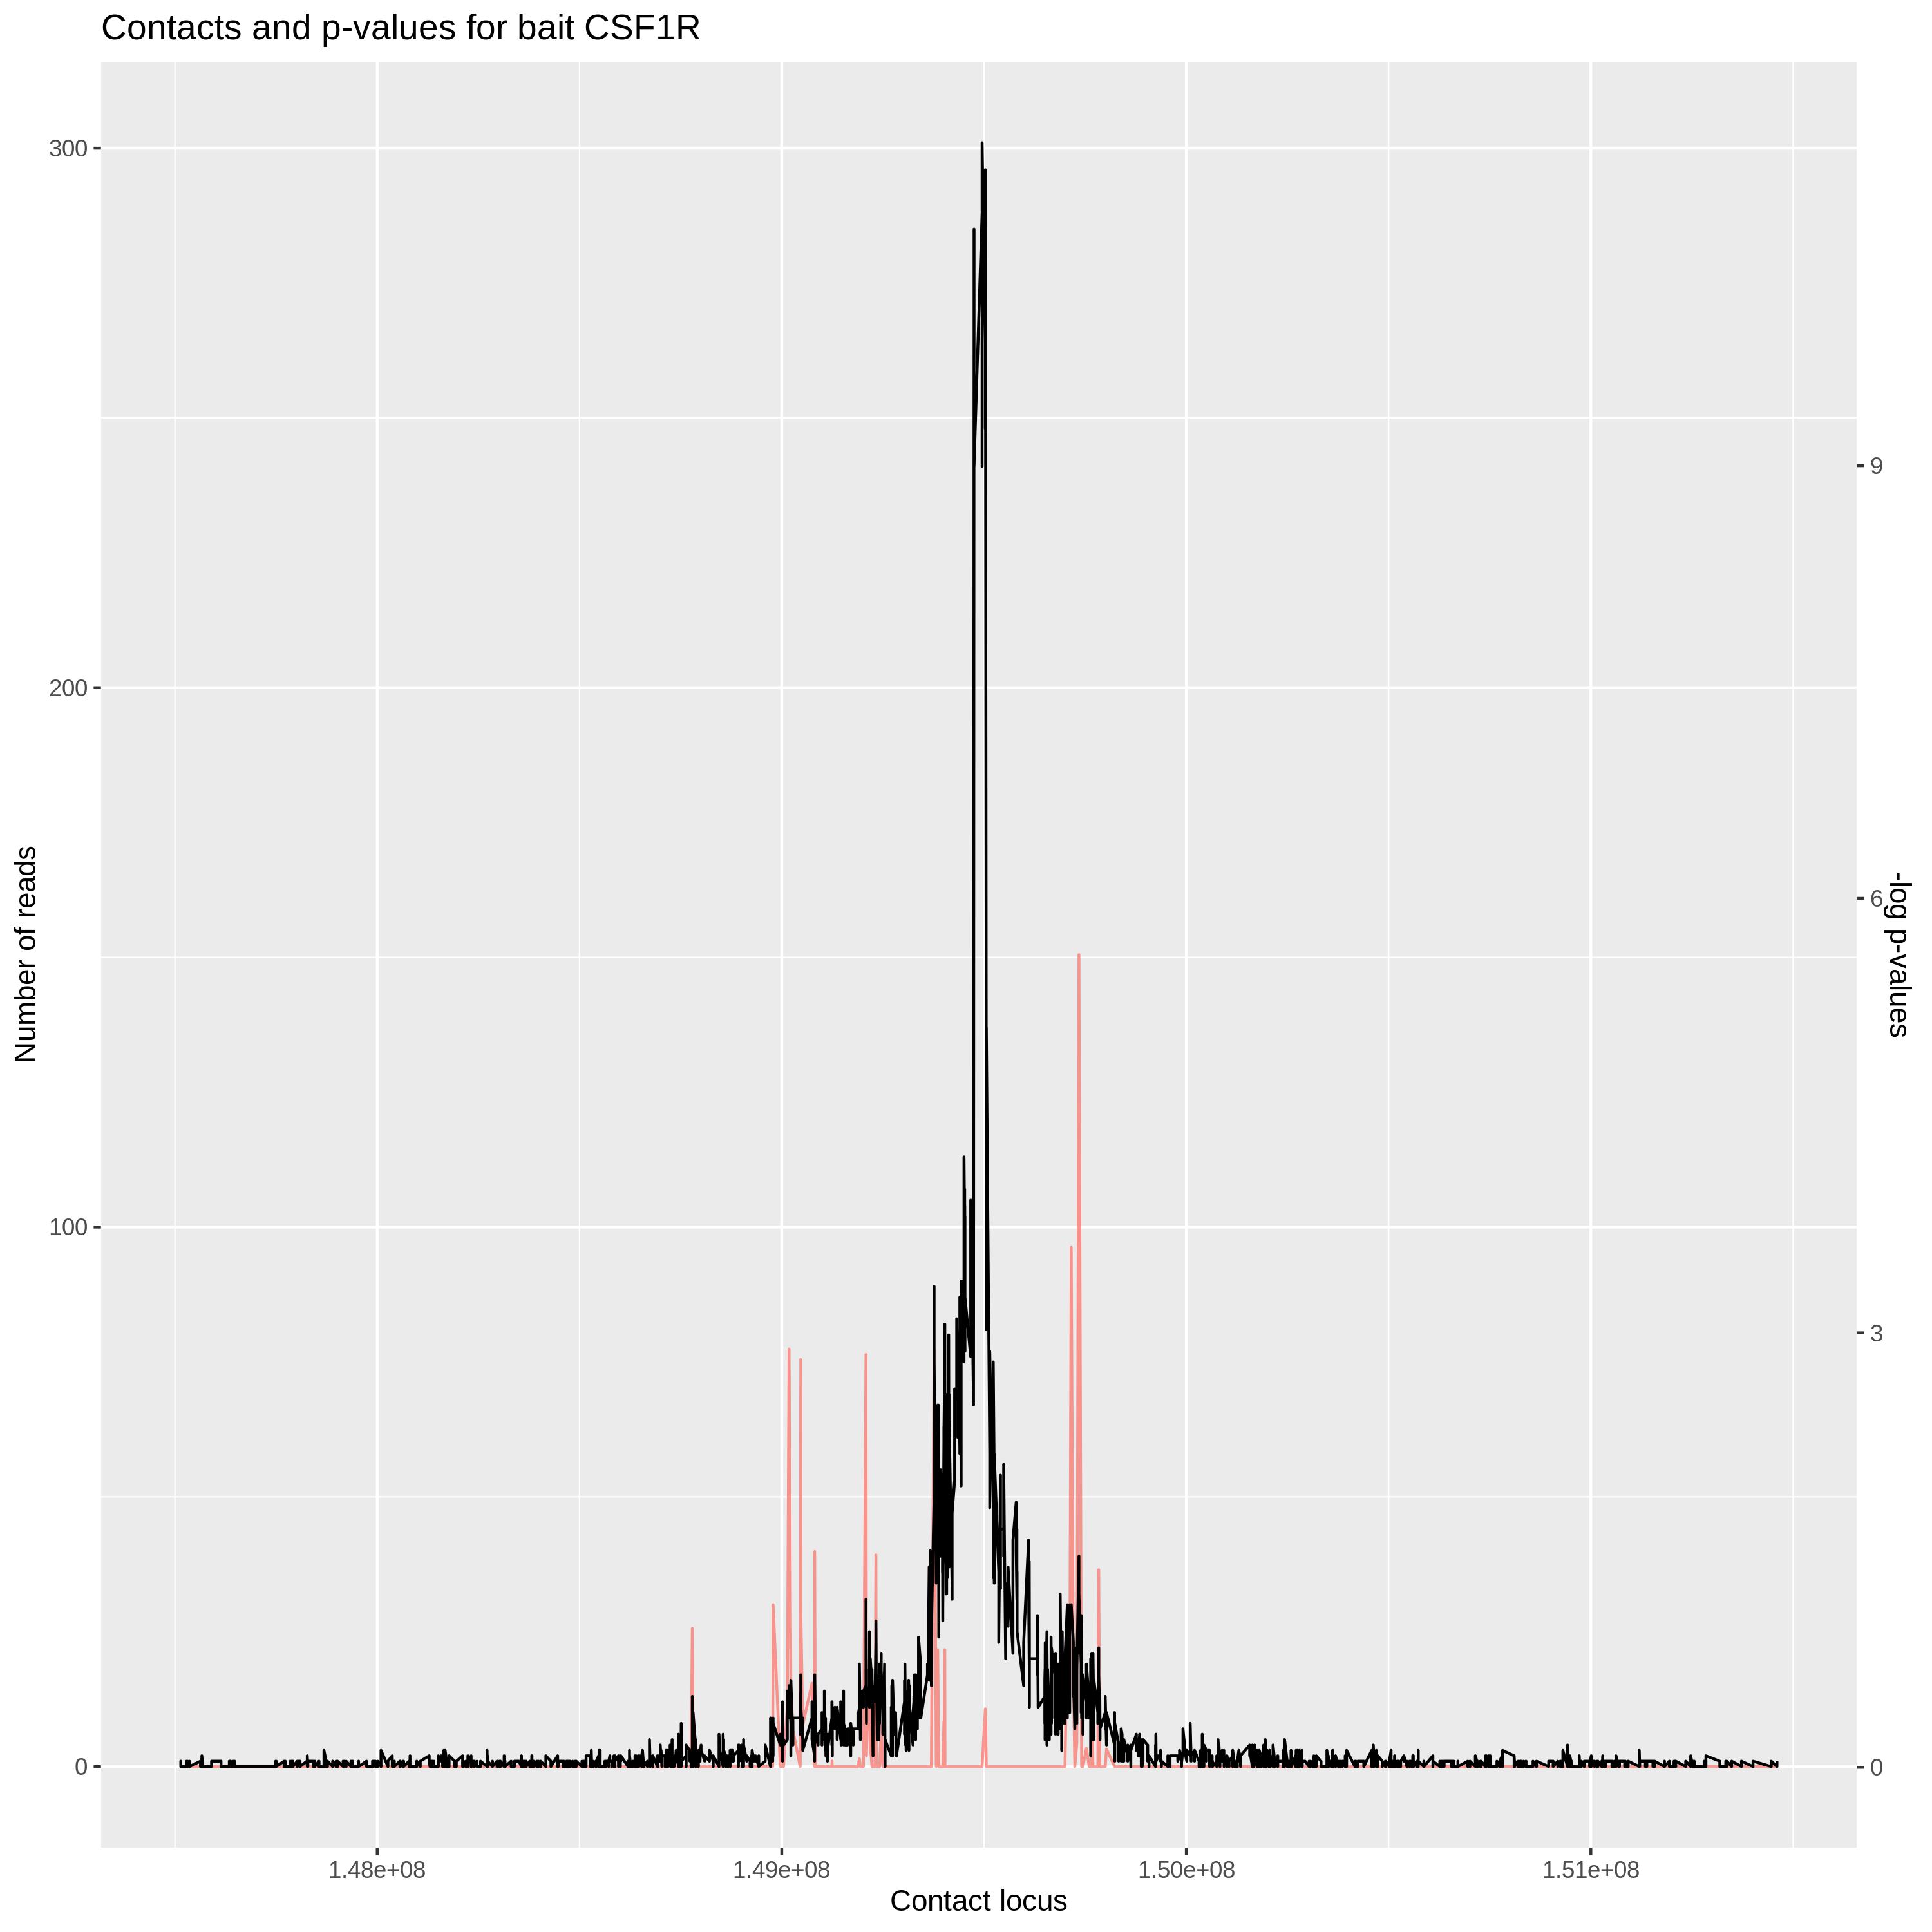 Contacts and p-values for bait CSF1R
300
200
100
0
Number of reads
9
6
3
0
-log p-values
1.48e+08 1.49e+08 1.50e+08 1.51e+08
Contact locus